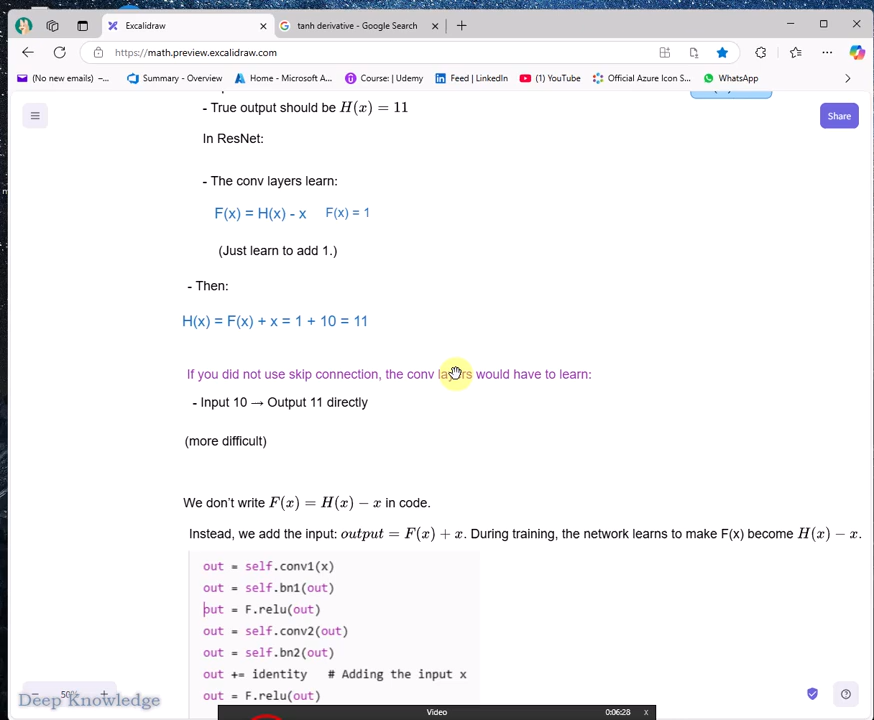 Excalidraw
tanh derivative - Google Search
https://math.preview.excalidraw.com
(No new emails) –...
Summary - Overview
Home - Microsoft A...
Course: | Udemy
Feed | LinkedIn
(1) YouTube
Official Azure Icon S...
WhatsApp
Share
- True output should be H(x) = 11
In ResNet:
- The conv layers learn:
F(x) = H(x) - x F(x) = 1
(Just learn to add 1.)
- Then:
H(x) = F(x) + x = 1 + 10 = 11
If you did not use skip connection, the conv layers would have to learn:
- Input 10 → Output 11 directly
(more difficult)
We don't write F(x) = H(x) − x in code.
Instead, we add the input: output = F(x) + x. During training, the network learns to make F(x) become H(x) − x.
out = self.conv1(x)
out = self.bn1(out)
out = F.relu(out)
out = self.conv2(out)
out = self.bn2(out)
out += identity # Adding the input x
out = F.relu(out)
50%
Deep Knowledge
Video
0:06:28
x